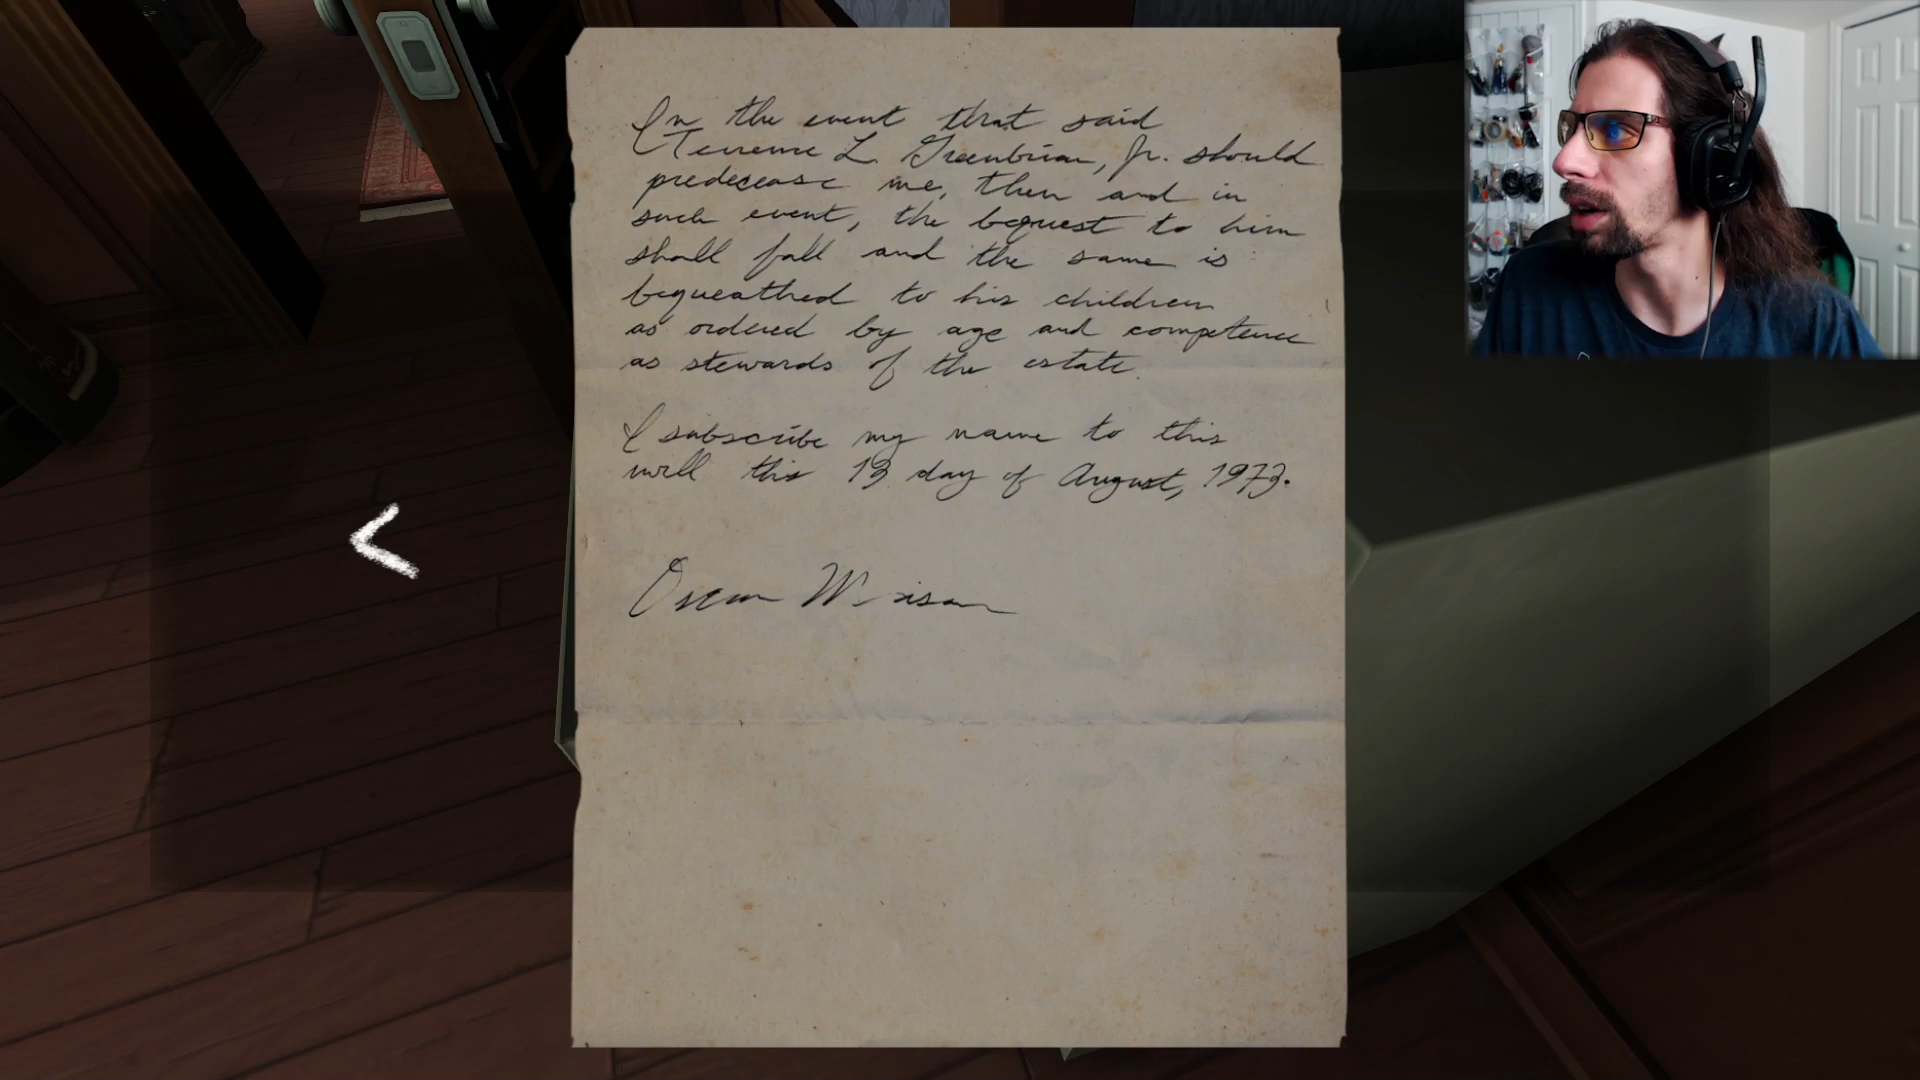 In the event that said
Terrence L. Greenbriar, Jr. should
predecease me, then and in
such event, the bequest to him
shall fall and the same is
bequeathed to his children
as ordered by age and competence
as stewards of the estate.
I subscribe my name to this
will this 13 day of August, 1973.
Oscar